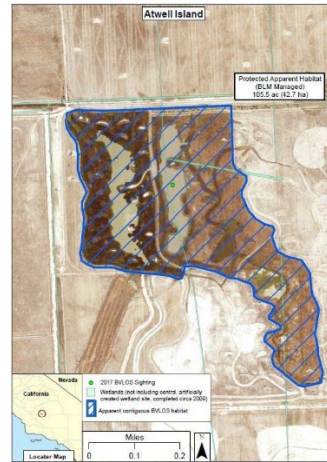 Atwell Island
Protected Apparent Habitat
(BLM Managed)
105.5 ac (42.7 ha)
Nevada
California
Locater Map
2017 BVLOS Sighting
Wetlands (not including central, artificially
created wetland site, completed circa 2009)
Apparent contiguous BVLOS habitat
Miles
0 0.1 0.2
N